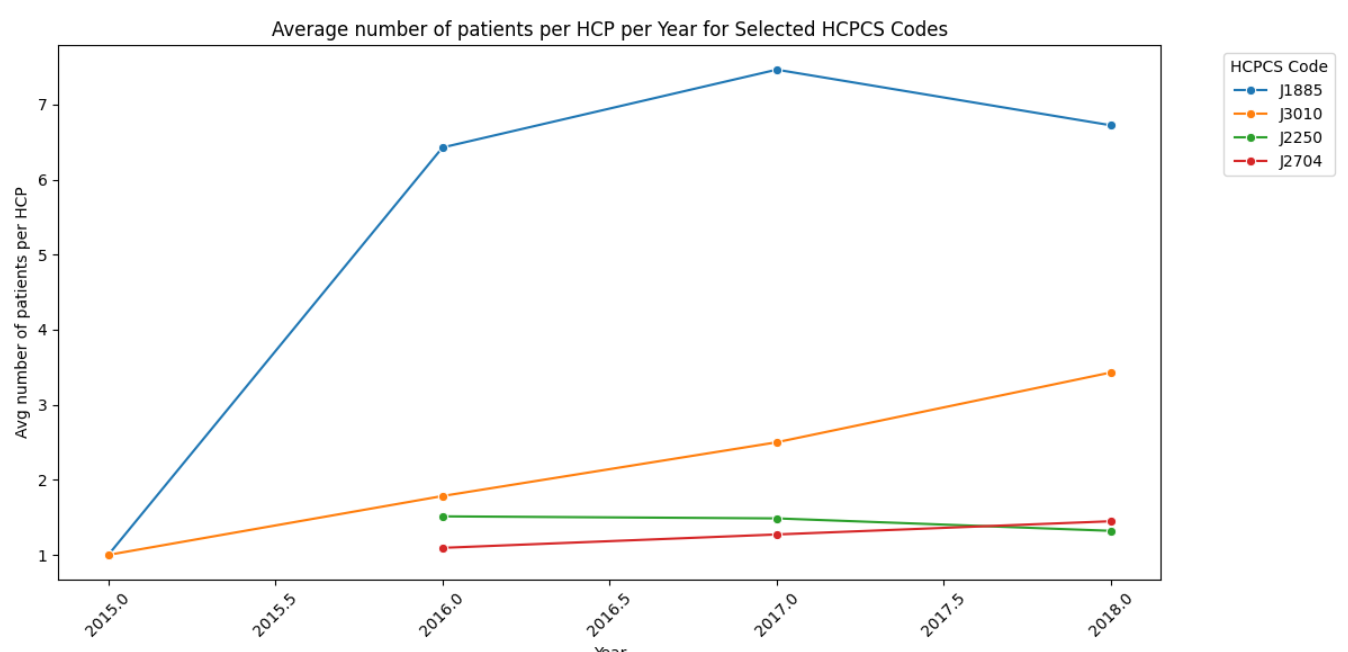 Average number of patients per HCP per Year for Selected HCPCS Codes
HCPCS Code
J1885
J3010
J2250
J2704
Avg number of patients per HCP
7
6
5
4
3
2
1
2015.0
2015.5
2016.0
2016.5
2017.0
2017.5
2018.0
Year